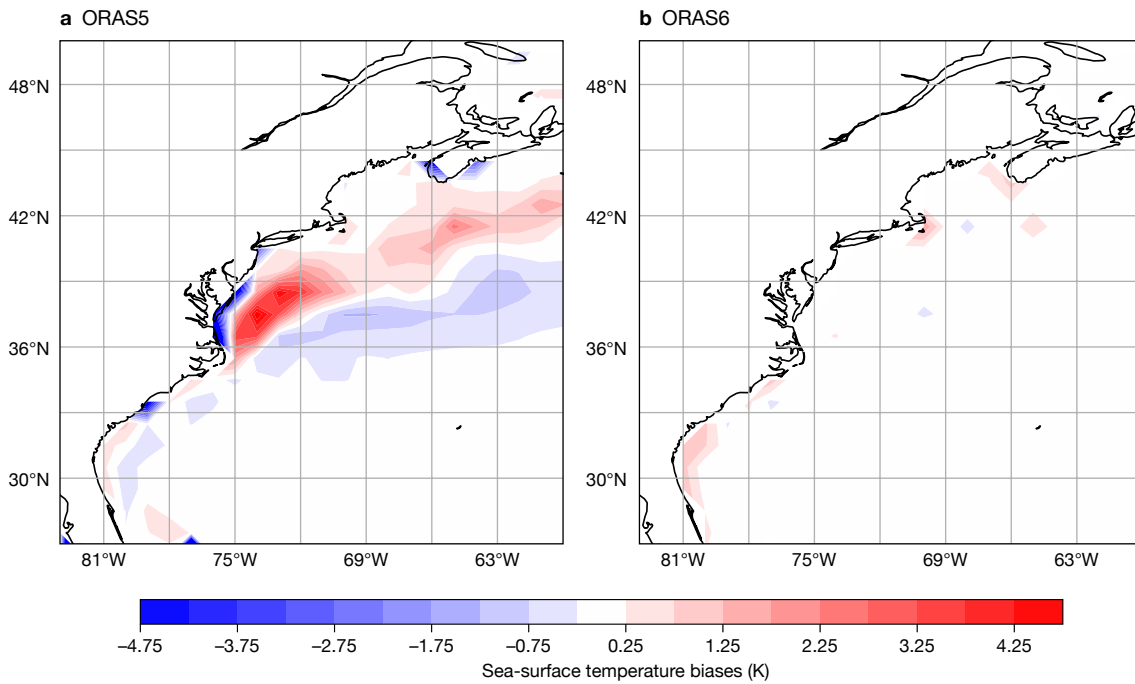 a ORAS5
b ORAS6
48°N
42°N
36°N
30°N
48°N
42°N
36°N
30°N
81°W 75°W 69°W 63°W
81°W 75°W 69°W 63°W
−4.75 −3.75 −2.75 −1.75 −0.75 0.25 1.25 2.25 3.25 4.25
Sea-surface temperature biases (K)